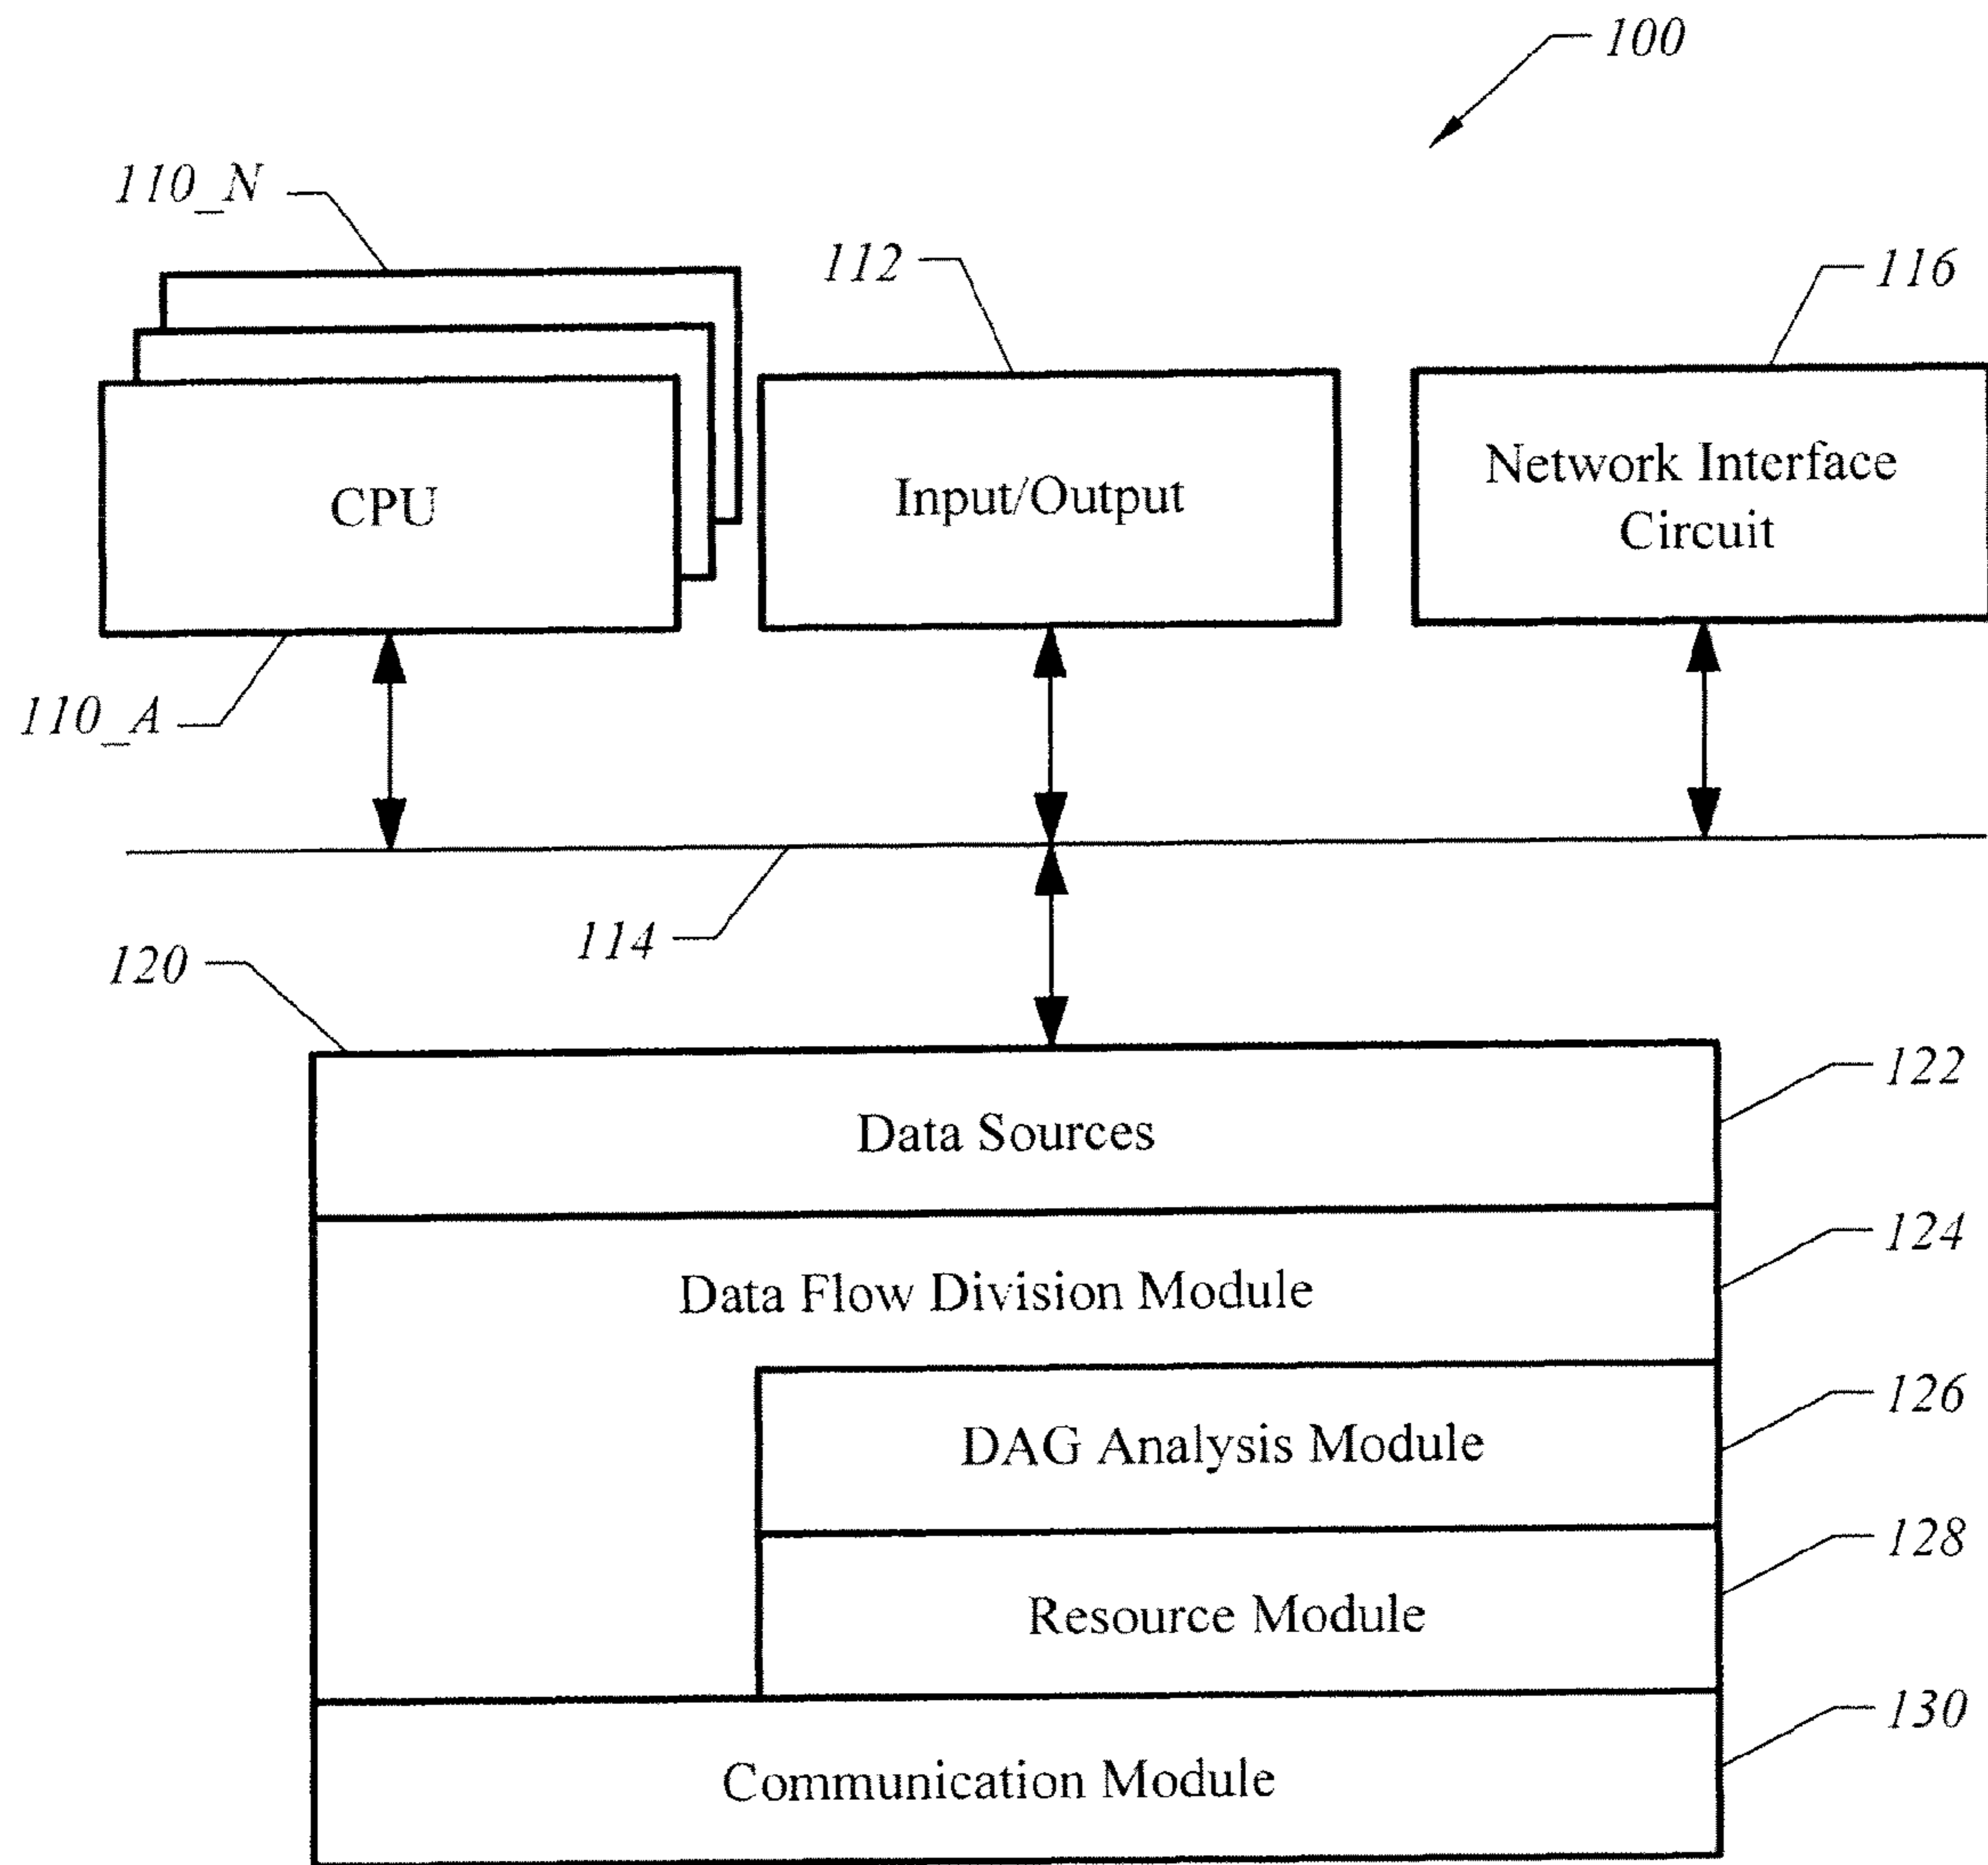 100
110_N
112
116
CPU
Input/Output
Network Interface
Circuit
110_A
114
120
122
Data Sources
124
Data Flow Division Module
126
DAG Analysis Module
128
Resource Module
130
Communication Module